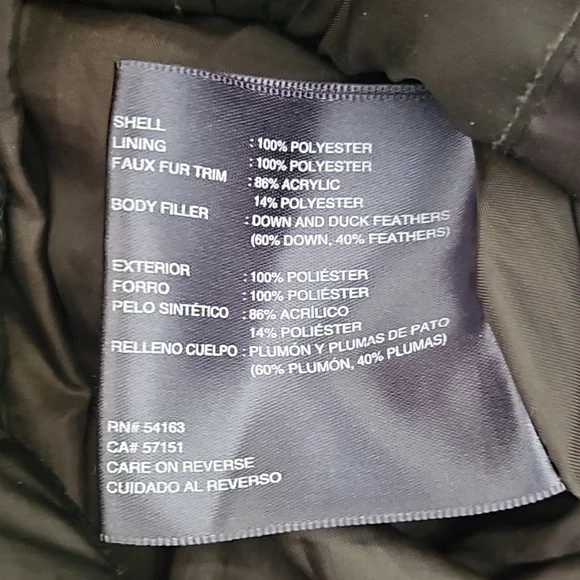 SHELL : 100% POLYESTER
LINING : 100% POLYESTER
FAUX FUR TRIM : 86% ACRYLIC
14% POLYESTER
BODY FILLER : DOWN AND DUCK FEATHERS
(60% DOWN, 40% FEATHERS)
EXTERIOR : 100% POLIÉSTER
FORRO : 100% POLIÉSTER
PELO SINTÉTICO : 86% ACRÍLICO
14% POLIÉSTER
RELLENO CUELPO : PLUMÓN Y PLUMAS DE PATO
(60% PLUMÓN, 40% PLUMAS)
RN# 54163
CA# 57151
CARE ON REVERSE
CUIDADO AL REVERSO